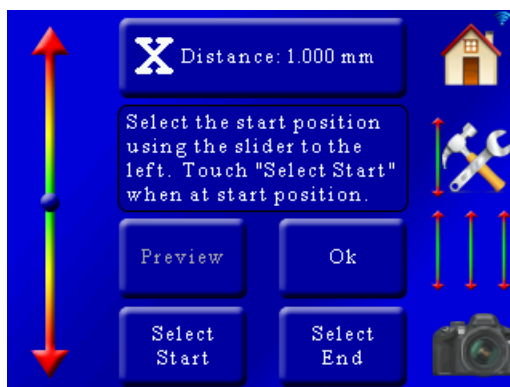 X Distance: 1.000 mm
Select the start position
using the slider to the
left. Touch "Select Start"
when at start position.
Preview
Ok
Select
Start
Select
End